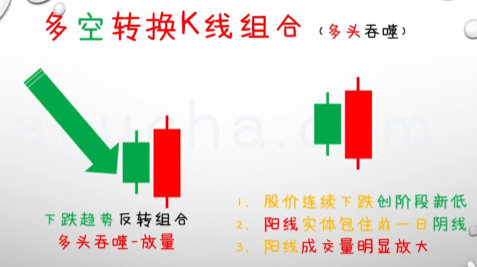 多空转换K线组合（多头吞噬）
下跌趋势反转组合
多头吞噬-放量
1、股价连续下跌创阶段新低
2、阳线实体包住前一日阴线
3、阳线成交量明显放大